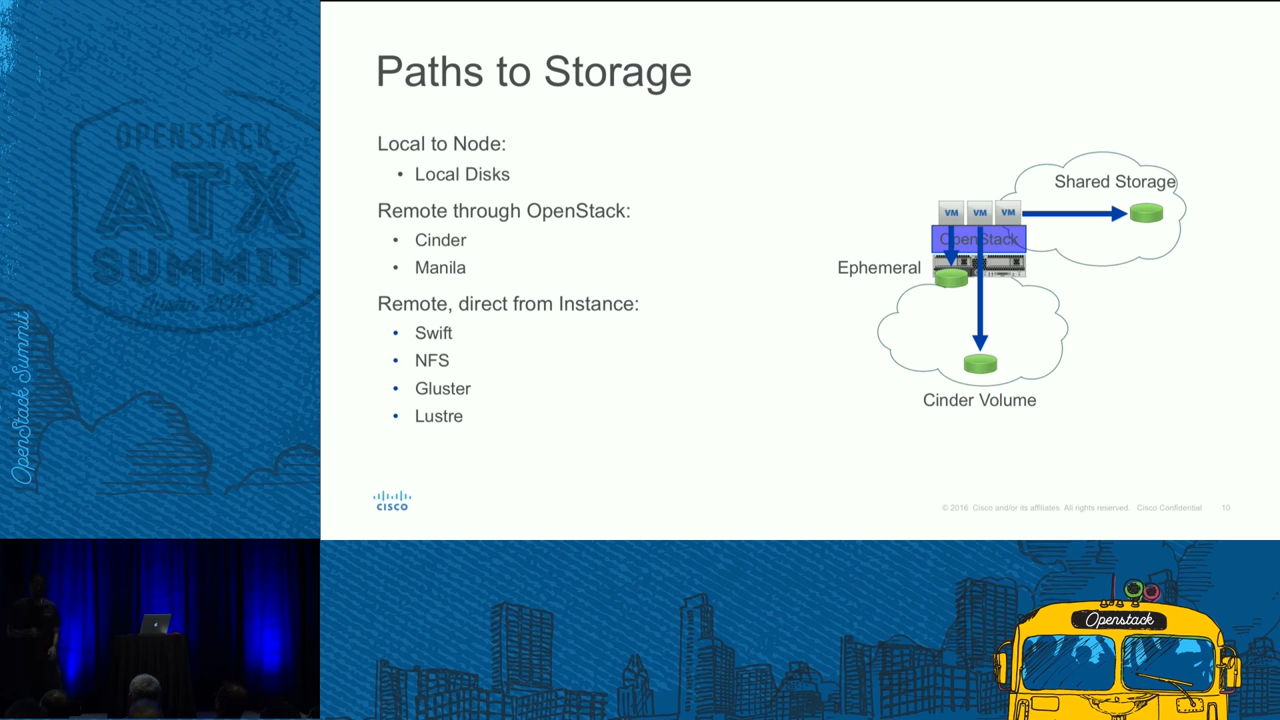 OPENSTACK
ATX
SUMMIT
Austin 2016
OpenStack Summit
Paths to Storage
Local to Node:
• Local Disks
Remote through OpenStack:
• Cinder
• Manila
Remote, direct from Instance:
• Swift
• NFS
• Gluster
• Lustre
Shared Storage
VM VM VM
OpenStack
Ephemeral
Cinder Volume
CISCO
© 2016 Cisco and/or its affiliates. All rights reserved. Cisco Confidential 10
Openstack